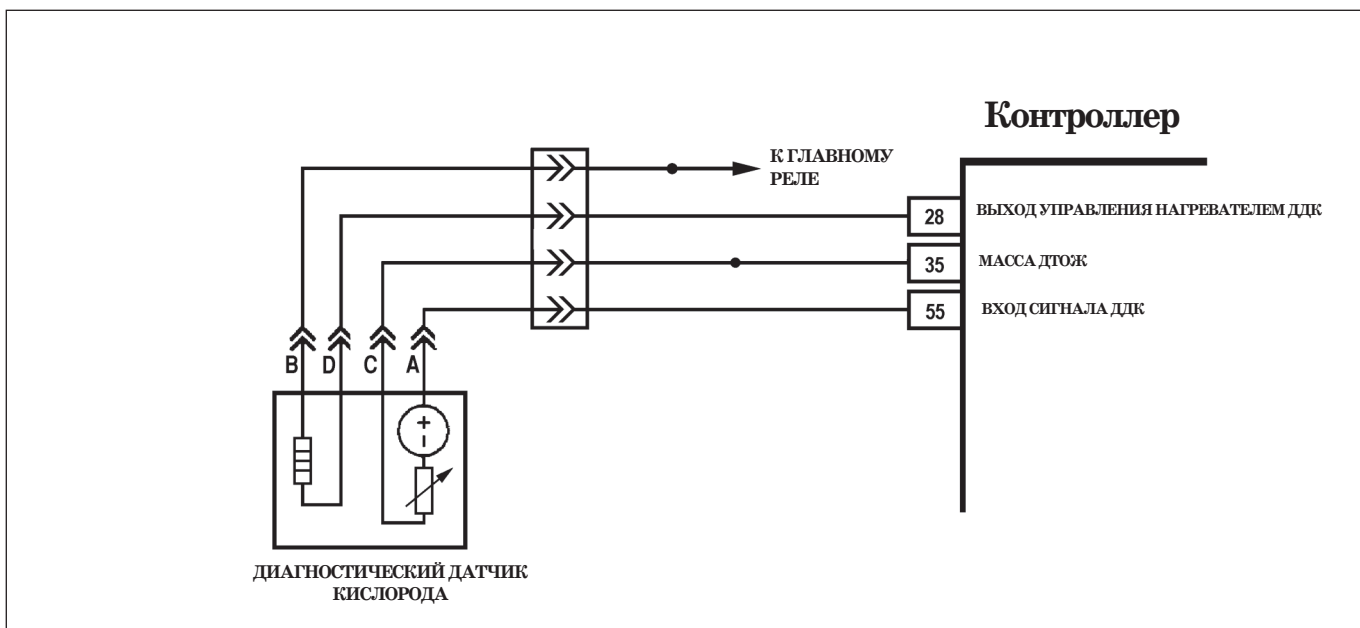 Контроллер
К ГЛАВНОМУ
РЕЛЕ
28 ВЫХОД УПРАВЛЕНИЯ НАГРЕВАТЕЛЕМ ДДК
35 МАССА ДТОЖ
55 ВХОД СИГНАЛА ДДК
B D C A
+
−
ДИАГНОСТИЧЕСКИЙ ДАТЧИК
КИСЛОРОДА